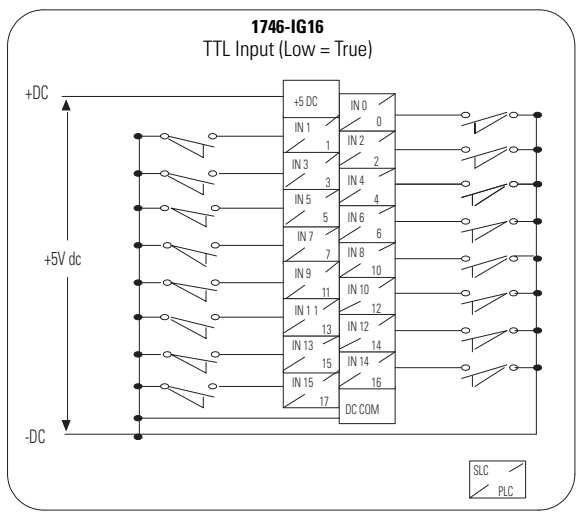 1746-IG16
TTL Input (Low = True)
+DC
+5 DC
IN 0
0
IN 1
1
IN 2
2
IN 3
3
IN 4
4
IN 5
5
IN 6
6
IN 7
7
IN 8
10
+5V dc
IN 9
11
IN 10
12
IN 1 1
13
IN 12
14
IN 13
15
IN 14
16
IN 15
17
DC COM
-DC
SLC
PLC